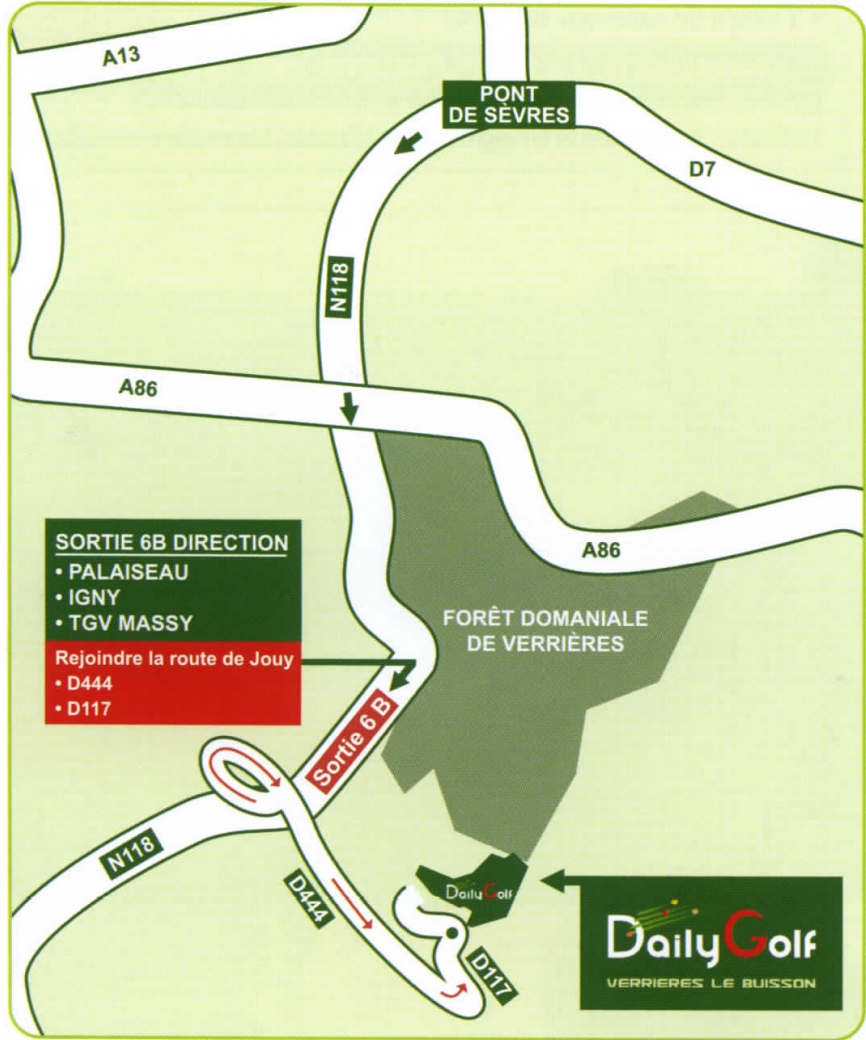 A13
PONT
DE SÈVRES
D7
N118
A86
A86
SORTIE 6B DIRECTION
• PALAISEAU
• IGNY
• TGV MASSY
Rejoindre la route de Jouy
• D444
• D117
FORÊT DOMANIALE
DE VERRIÈRES
Sortie 6 B
N118
D444
DailyGolf
D117
DailyGolf
VERRIERES LE BUISSON